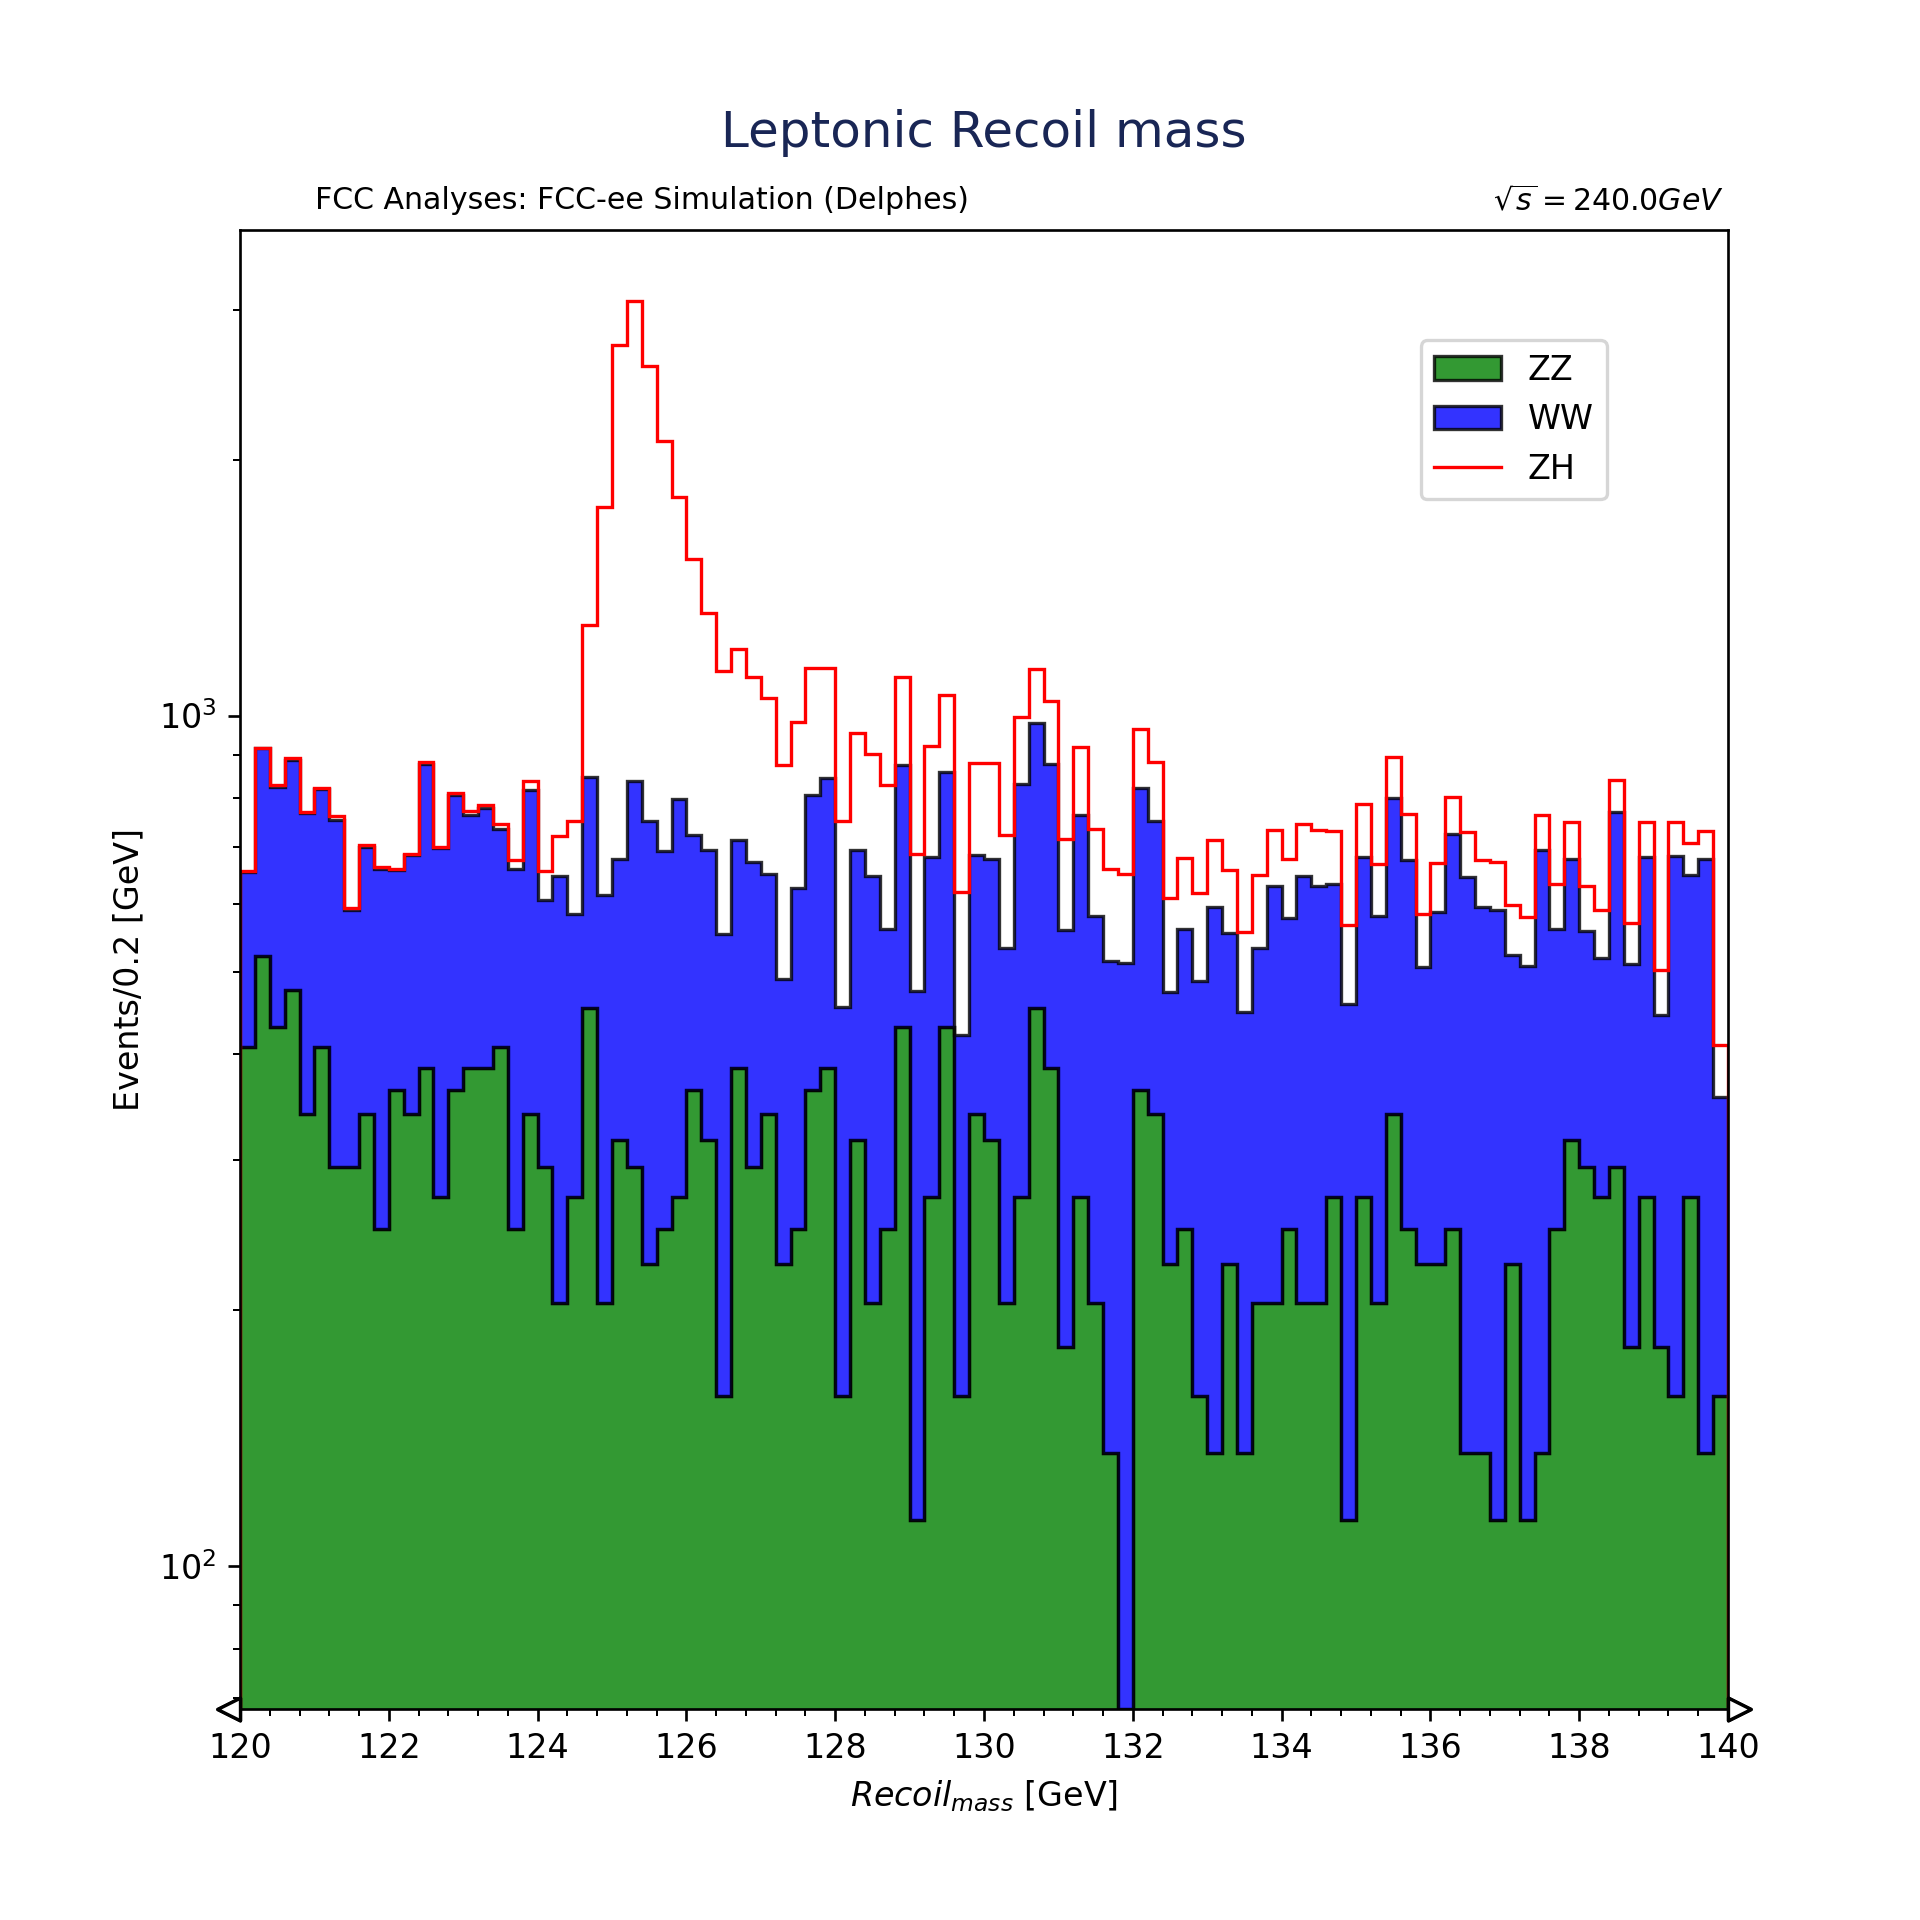 Leptonic Recoil mass
FCC Analyses: FCC-ee Simulation (Delphes)
√s = 240.0GeV
ZZ
WW
ZH
10³
10²
Events/0.2 [GeV]
120 122 124 126 128 130 132 134 136 138 140
Recoil_mass [GeV]